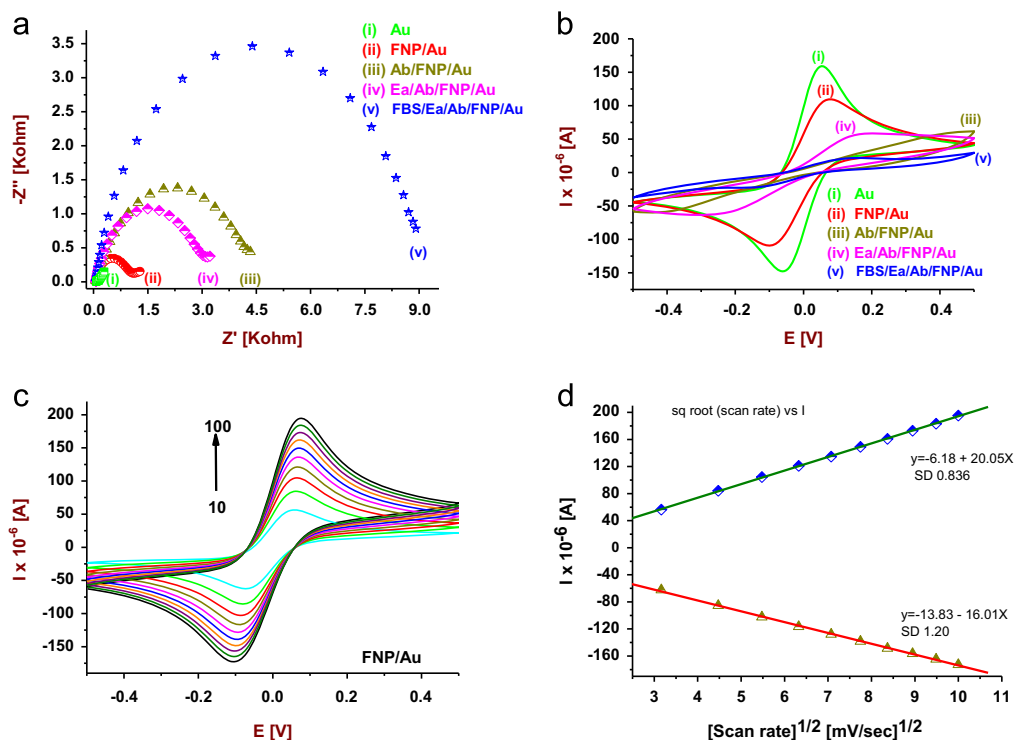 a
-Z'' [Kohm]
3.5
3.0
2.5
2.0
1.5
1.0
0.5
0.0
0.0 1.5 3.0 4.5 6.0 7.5 9.0
Z' [Kohm]
(i) Au
(ii) FNP/Au
(iii) Ab/FNP/Au
(iv) Ea/Ab/FNP/Au
(v) FBS/Ea/Ab/FNP/Au
(i)
(ii)
(iv)
(iii)
(v)
b
I x 10-6 [A]
200
150
100
50
0
-50
-100
-150
-0.4 -0.2 0.0 0.2 0.4
E [V]
(i)
(ii)
(iv)
(iii)
(v)
(i) Au
(ii) FNP/Au
(iii) Ab/FNP/Au
(iv) Ea/Ab/FNP/Au
(v) FBS/Ea/Ab/FNP/Au
c
I x 10-6 [A]
200
150
100
50
0
-50
-100
-150
-0.4 -0.2 0.0 0.2 0.4
E [V]
100
10
FNP/Au
d
I x 10-6 [A]
200
160
120
80
40
0
-40
-80
-120
-160
3 4 5 6 7 8 9 10 11
[Scan rate]1/2 [mV/sec]1/2
sq root (scan rate) vs I
y=-6.18 + 20.05X
SD 0.836
y=-13.83 - 16.01X
SD 1.20